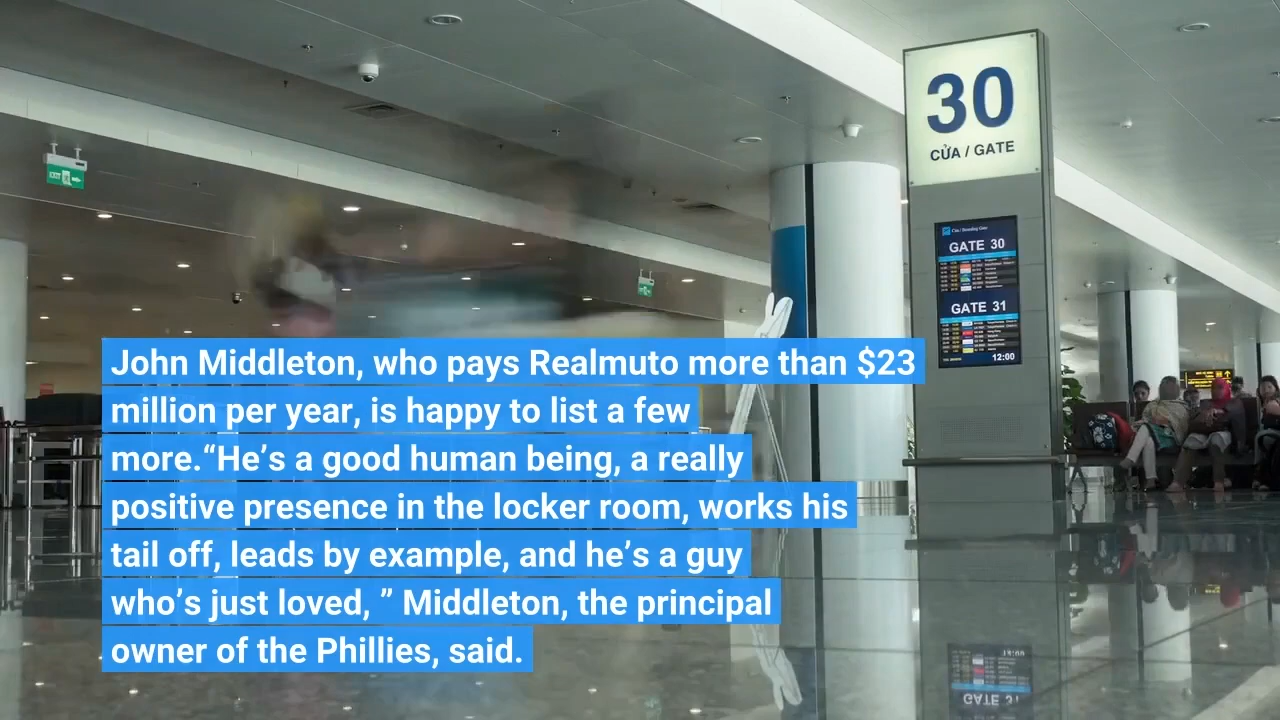 30
CỬA / GATE
GATE 30
GATE 31
12:00
John Middleton, who pays Realmuto more than $23
million per year, is happy to list a few
more.“He’s a good human being, a really
positive presence in the locker room, works his
tail off, leads by example, and he’s a guy
who’s just loved, ” Middleton, the principal
owner of the Phillies, said.